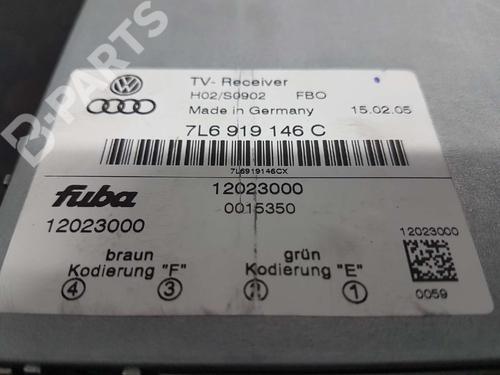 B-PARTS
TV- Receiver
H02/S0902 FBO
Made in Germany 15.02.05
7L6 919 146 C
7L6919146CX
fuba 12023000
12023000 0015350
12023000
braun grün
Kodierung "F" Kodierung "E"
④ ③ ② ①
0059